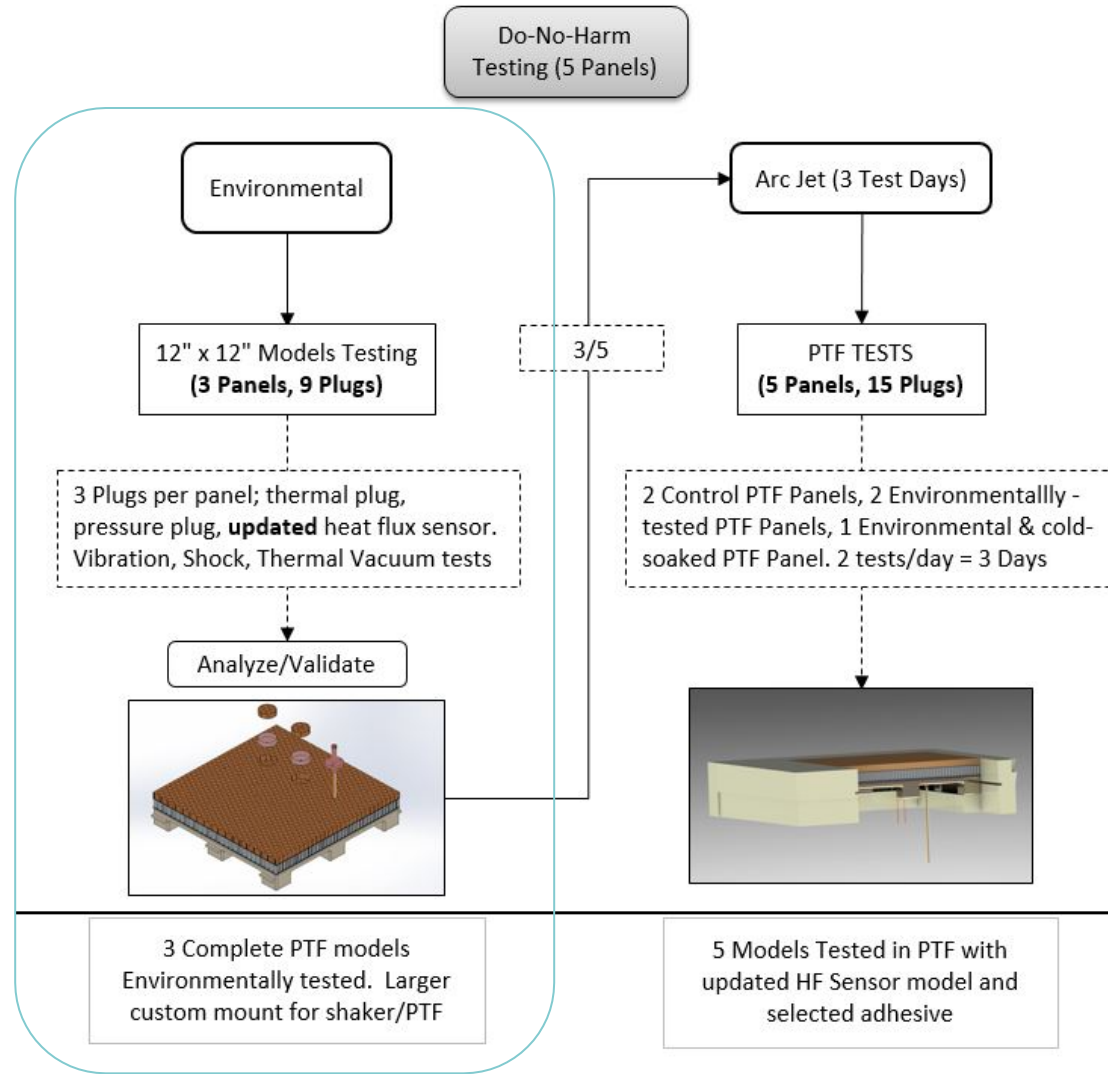 Do-No-Harm
Testing (5 Panels)
Environmental
12" x 12" Models Testing
(3 Panels, 9 Plugs)
3 Plugs per panel; thermal plug,
pressure plug, updated heat flux sensor.
Vibration, Shock, Thermal Vacuum tests
Analyze/Validate
3 Complete PTF models
Environmentally tested.  Larger
custom mount for shaker/PTF
3/5
Arc Jet (3 Test Days)
PTF TESTS
(5 Panels, 15 Plugs)
2 Control PTF Panels, 2 Environmentallly -
tested PTF Panels, 1 Environmental & cold-
soaked PTF Panel. 2 tests/day = 3 Days
5 Models Tested in PTF with
updated HF Sensor model and
selected adhesive